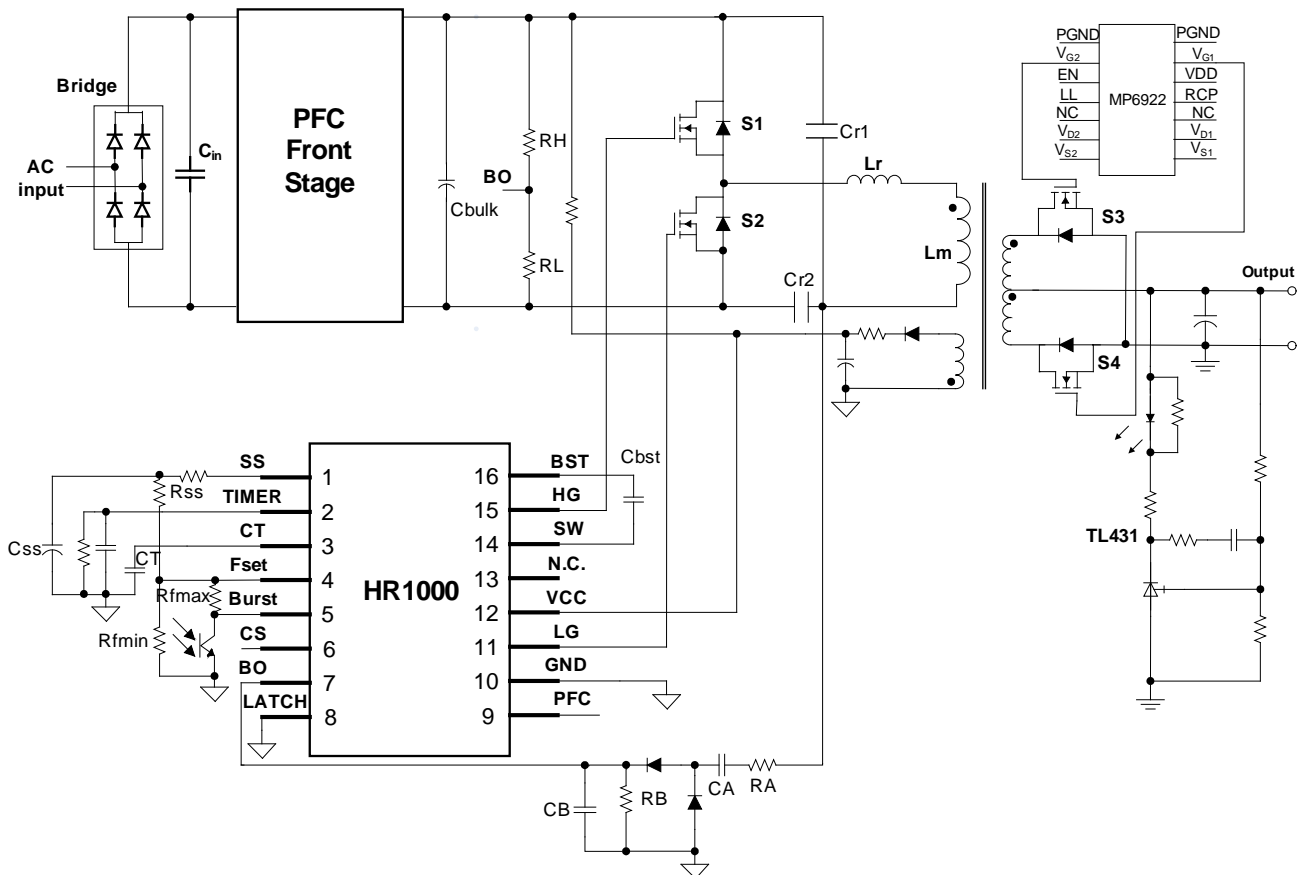 Bridge
AC
input
Cin
PFC
Front
Stage
Cbulk
RH
BO
RL
S1
S2
Cr1
Cr2
Lr
Lm
PGND
VG2
EN
LL
NC
VD2
VS2
MP6922
PGND
VG1
VDD
RCP
NC
VD1
VS1
S3
S4
Output
TL431
SS
TIMER
CT
Fset
Burst
CS
BO
LATCH
1
2
3
4
5
6
7
8
HR1000
16
15
14
13
12
11
10
9
BST
HG
SW
N.C.
VCC
LG
GND
PFC
Cbst
Rss
Css
CT
Rfmax
Rfmin
CB
RB
CA
RA